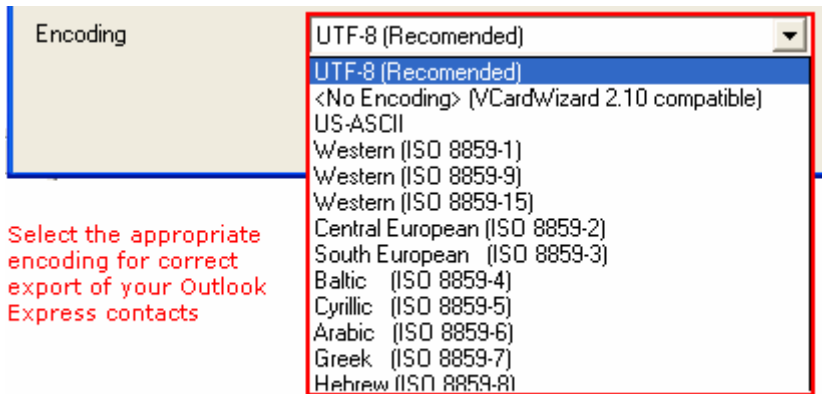 Encoding
UTF-8 (Recomended)
UTF-8 (Recomended)
<No Encoding> (VCardWizard 2.10 compatible)
US-ASCII
Western (ISO 8859-1)
Western (ISO 8859-9)
Western (ISO 8859-15)
Central European (ISO 8859-2)
South European (ISO 8859-3)
Baltic (ISO 8859-4)
Cyrillic (ISO 8859-5)
Arabic (ISO 8859-6)
Greek (ISO 8859-7)
Hebrew (ISO 8859-8)
Select the appropriate
encoding for correct
export of your Outlook
Express contacts